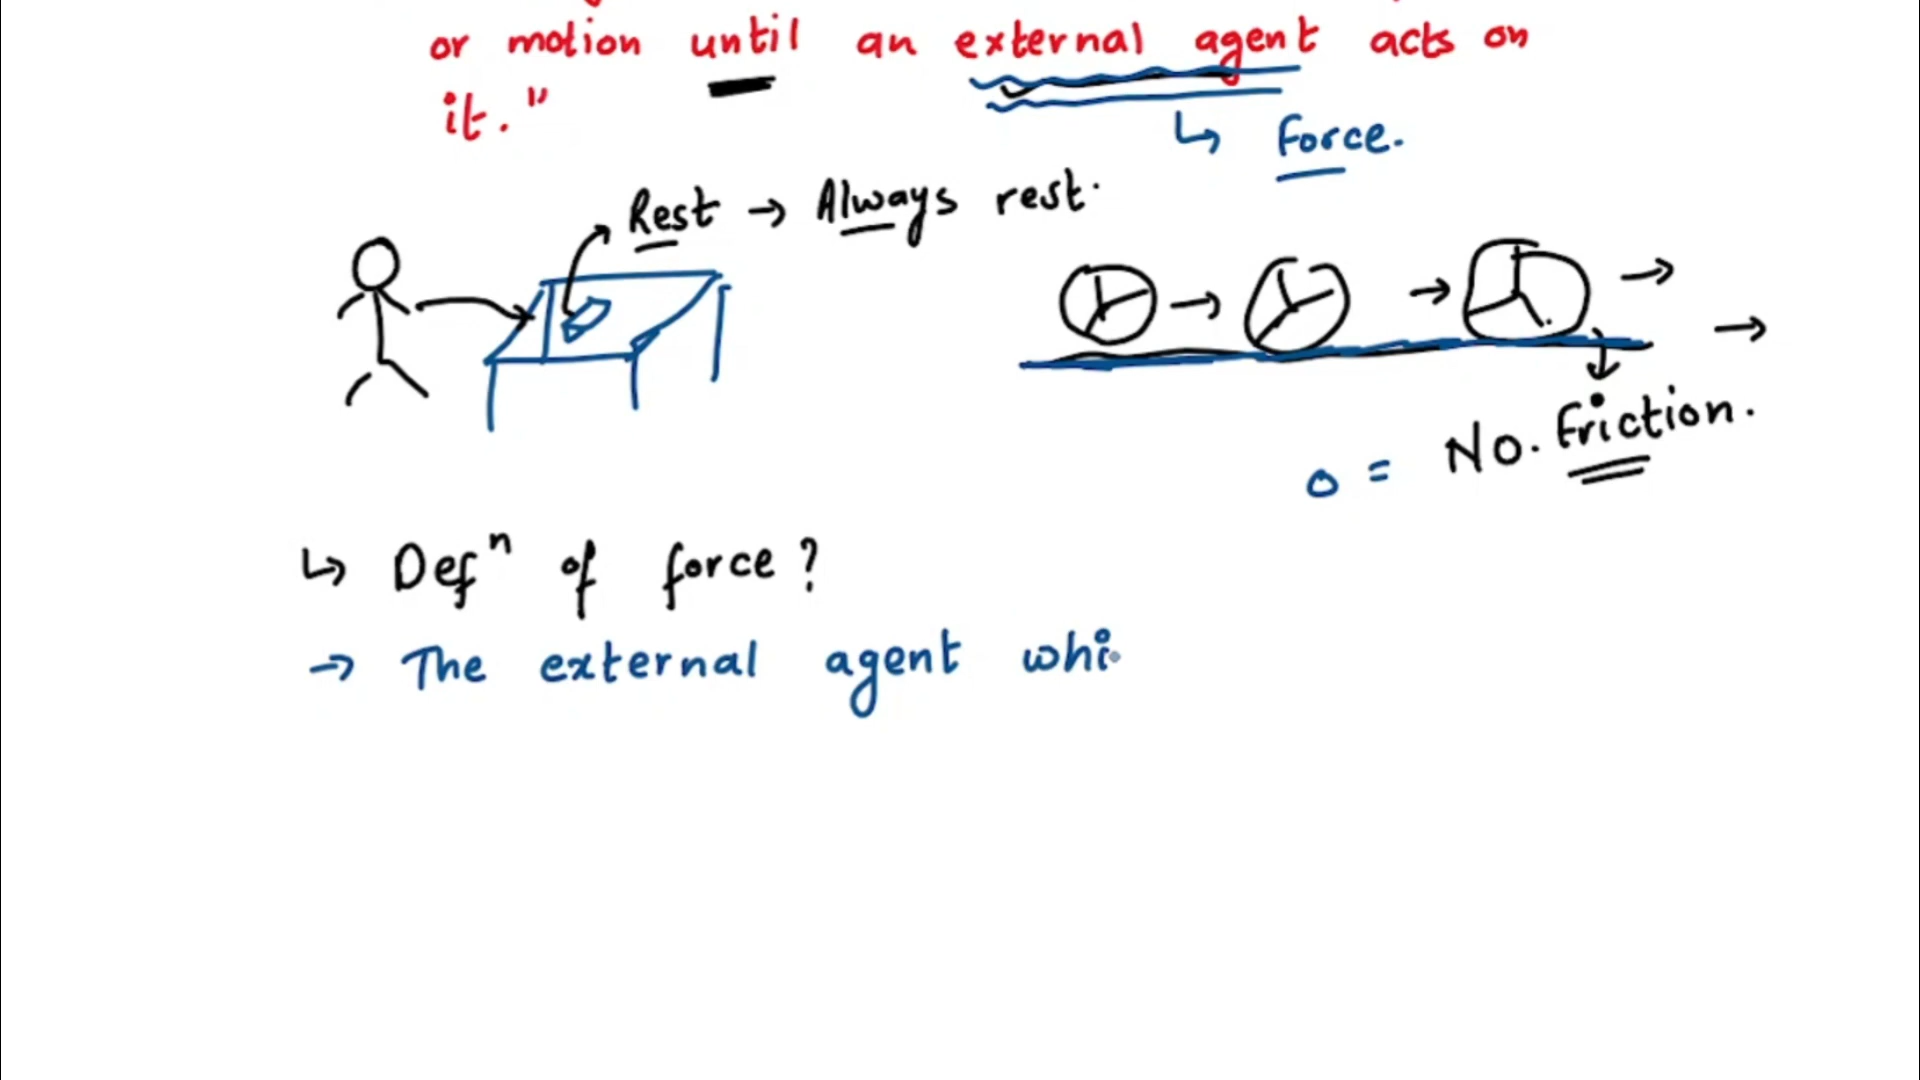 or motion until an external agent acts on
it."
↳ Force.
Rest → Always rest.
0 = No. Friction.
↳ Defⁿ of force?
→ The external agent whi